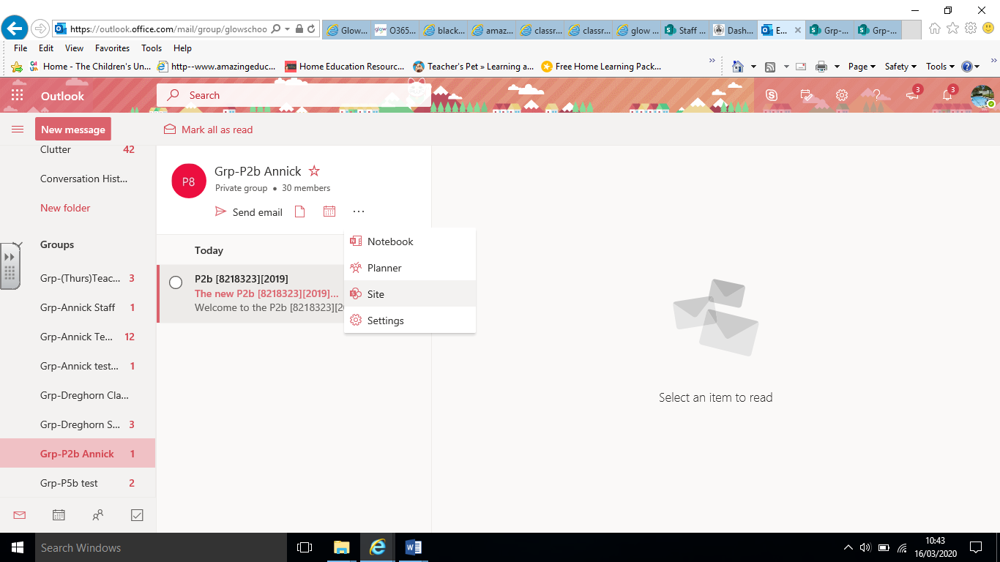 https://outlook.office.com/mail/group/glowschoo
Glow...
O365...
black...
amaz...
classr...
classr...
glow ...
Staff ...
Dash...
E...
Grp-...
Grp-...
File Edit View Favorites Tools Help
Home - The Children's Un...
http--www.amazingeduc...
Home Education Resourc...
Teacher's Pet » Learning a...
Free Home Learning Pack...
Page Safety Tools
Outlook
Search
3
3
New message
Mark all as read
Clutter 42
Conversation Hist...
New folder
Groups
Grp-(Thurs)Teac... 3
Grp-Annick Staff 1
Grp-Annick Te... 12
Grp-Annick test... 1
Grp-Dreghorn Cla...
Grp-Dreghorn S... 3
Grp-P2b Annick 1
Grp-P5b test 2
P8
Grp-P2b Annick
Private group • 30 members
Send email
Notebook
Planner
Site
Settings
Today
P2b [8218323][2019]
The new P2b [8218323][2019]...
Welcome to the P2b [8218323][2
Select an item to read
Search Windows
10:43
16/03/2020